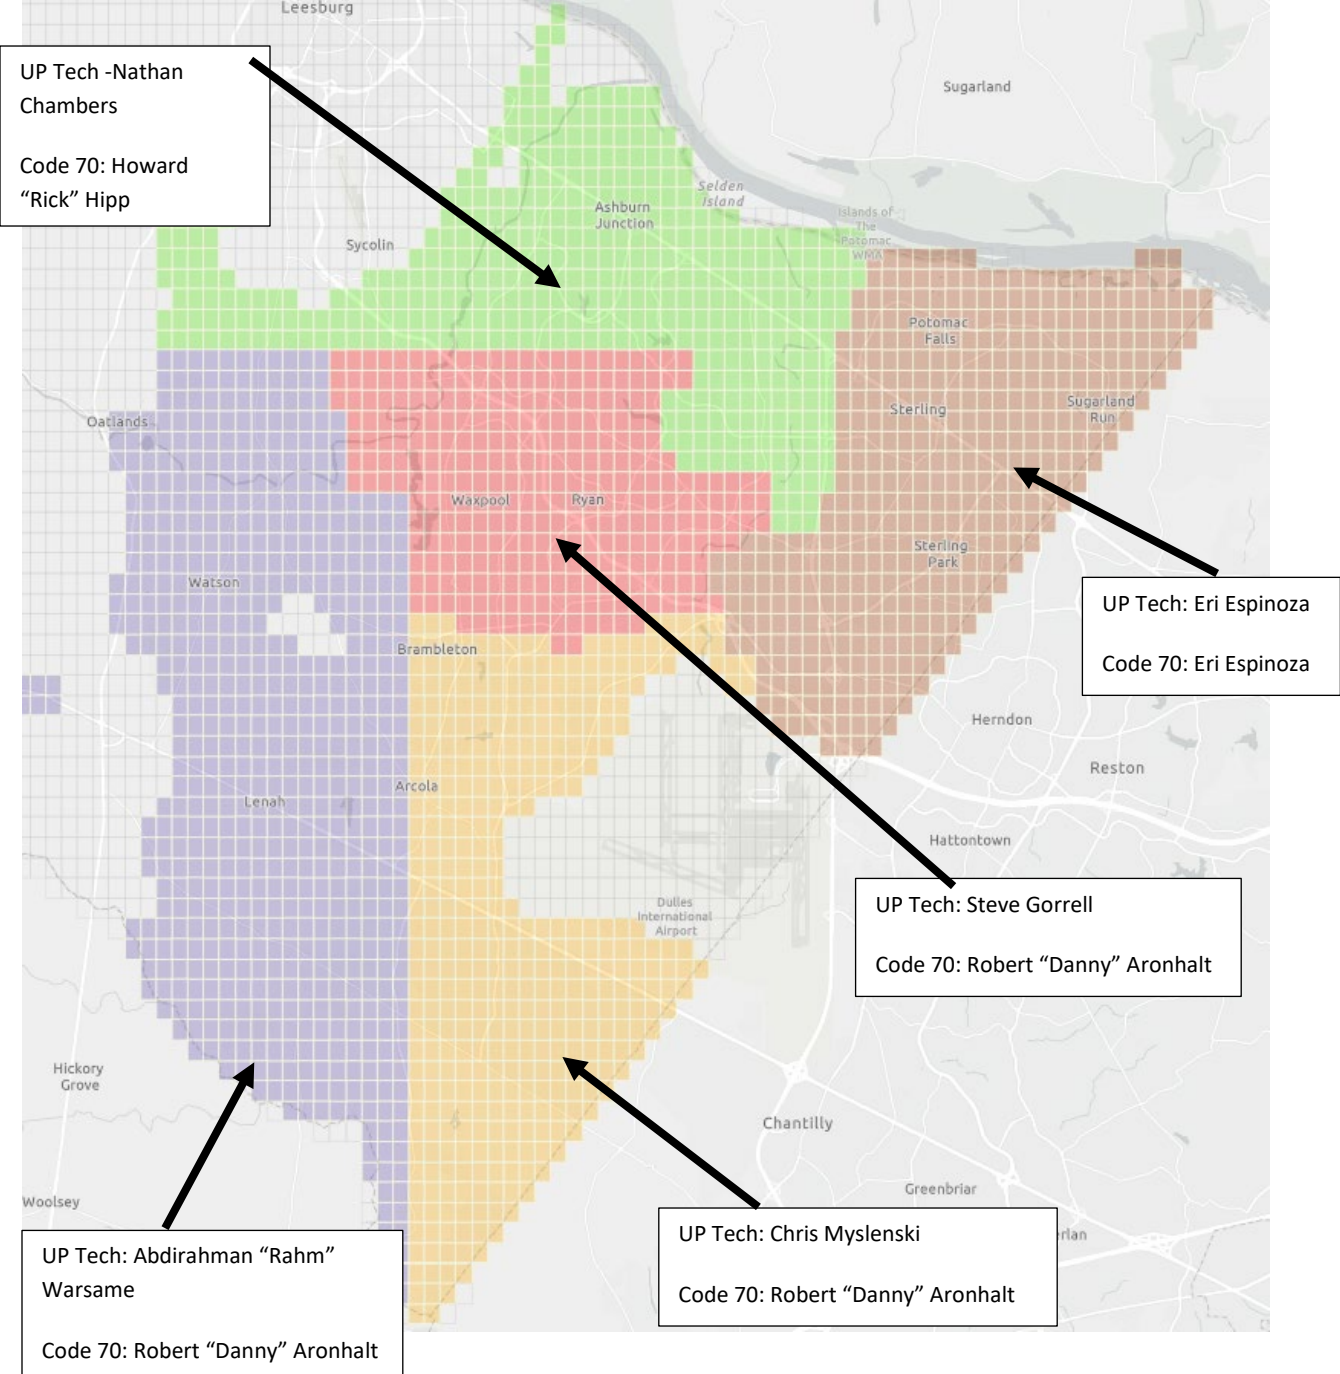 Leesburg
UP Tech -Nathan
Chambers
Code 70: Howard
“Rick” Hipp
Sugarland
Selden
Island
Ashburn
Junction
Islands of
The
Potomac
WMA
Sycolin
Potomac
Falls
Sterling
Sugarland
Run
Oatlands
Waxpool
Ryan
Sterling
Park
Watson
UP Tech: Eri Espinoza
Code 70: Eri Espinoza
Brambleton
Herndon
Reston
Arcola
Lenah
Hattontown
Dulles
International
Airport
UP Tech: Steve Gorrell
Code 70: Robert “Danny” Aronhalt
Hickory
Grove
Chantilly
Greenbriar
Woolsey
UP Tech: Chris Myslenski
Code 70: Robert “Danny” Aronhalt
rlan
UP Tech: Abdirahman “Rahm”
Warsame
Code 70: Robert “Danny” Aronhalt